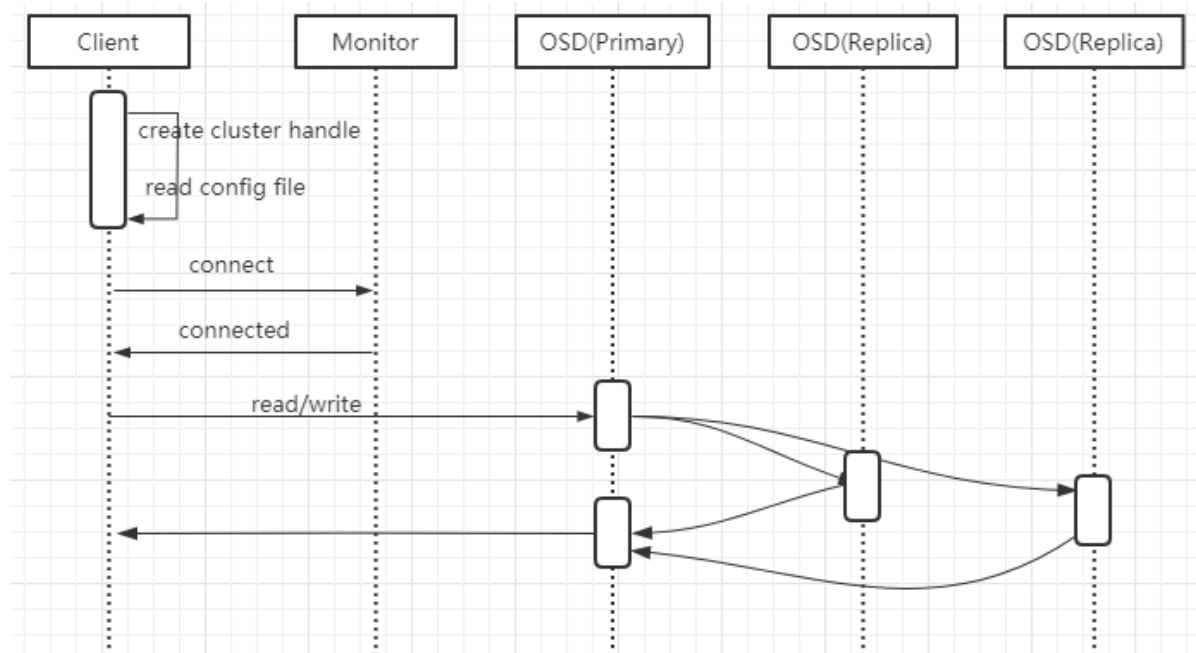 Client
Monitor
OSD(Primary)
OSD(Replica)
OSD(Replica)
create cluster handle
read config file
connect
connected
read/write